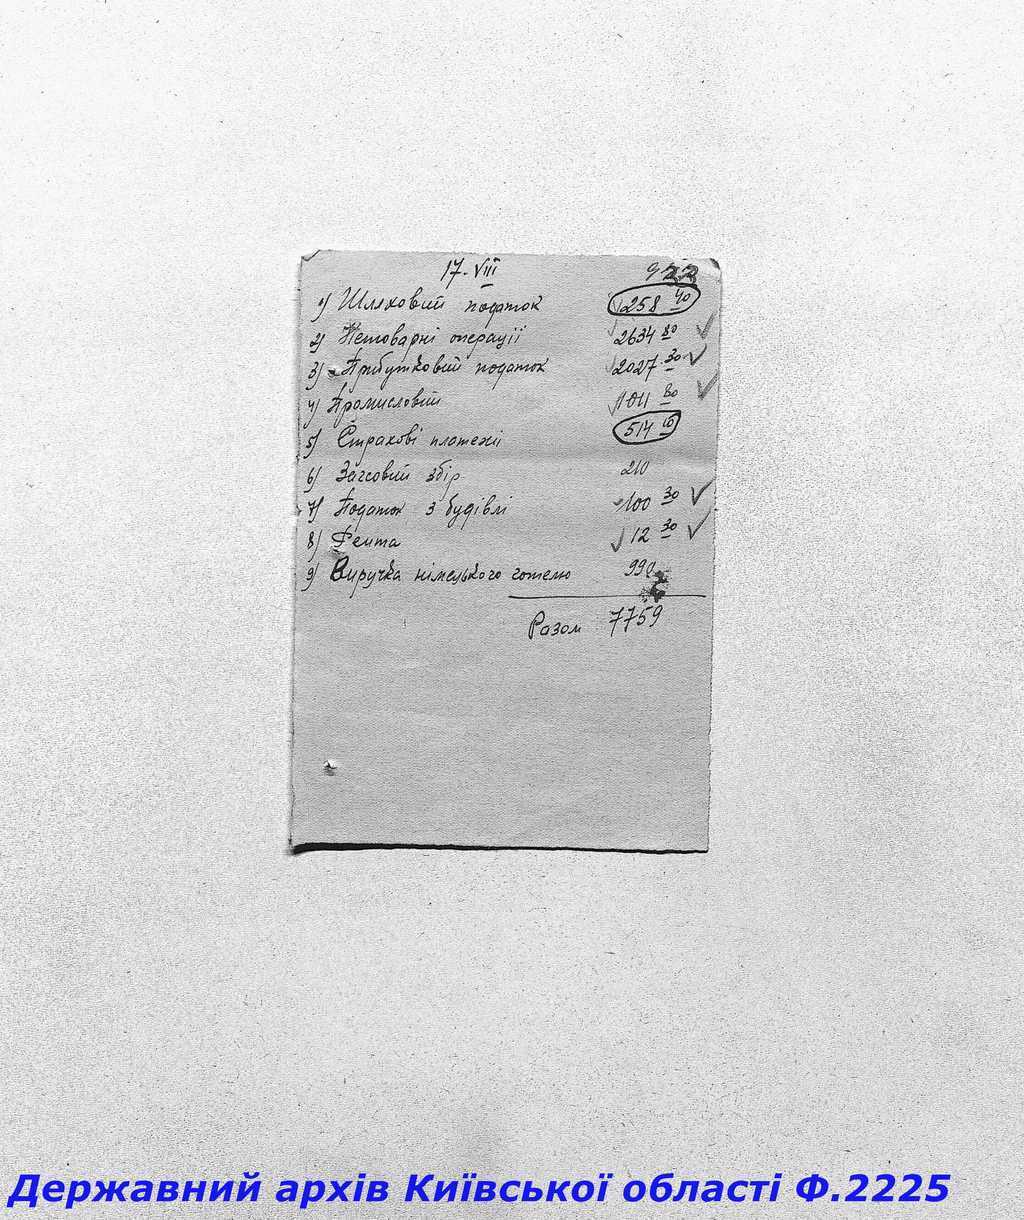 17.VIII 922
1) Шляховий податок 258 40
2) Нетоварні операції 2634 80
3) Прибутковий податок 2027 30
4) Промисловий 1011 80
5) Страхові платежі 514 10
6) Загсовий збір 210
7) Податок з будівлі 100 30
8) Рента 12 30
9) Виручка німецького готелю 990
Разом 7759
Державний архів Київської області Ф.2225